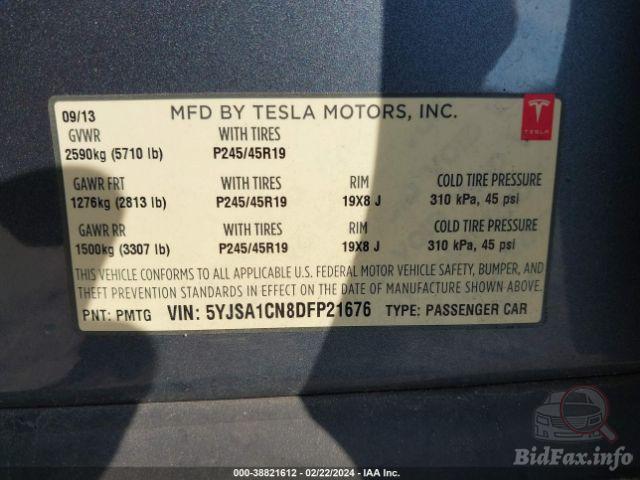 09/13 MFD BY TESLA MOTORS, INC.
TESLA
GVWR WITH TIRES
2590kg (5710 lb) P245/45R19
GAWR FRT WITH TIRES RIM COLD TIRE PRESSURE
1276kg (2813 lb) P245/45R19 19X8 J 310 kPa, 45 psi
GAWR RR WITH TIRES RIM COLD TIRE PRESSURE
1500kg (3307 lb) P245/45R19 19X8 J 310 kPa, 45 psi
THIS VEHICLE CONFORMS TO ALL APPLICABLE U.S. FEDERAL MOTOR VEHICLE SAFETY, BUMPER, AND
THEFT PREVENTION STANDARDS IN EFFECT ON THE DATE OF MANUFACTURE SHOWN ABOVE.
PNT: PMTG VIN: 5YJSA1CN8DFP21676 TYPE: PASSENGER CAR
BidFax.info
000-38821612 - 02/22/2024 - IAA Inc.